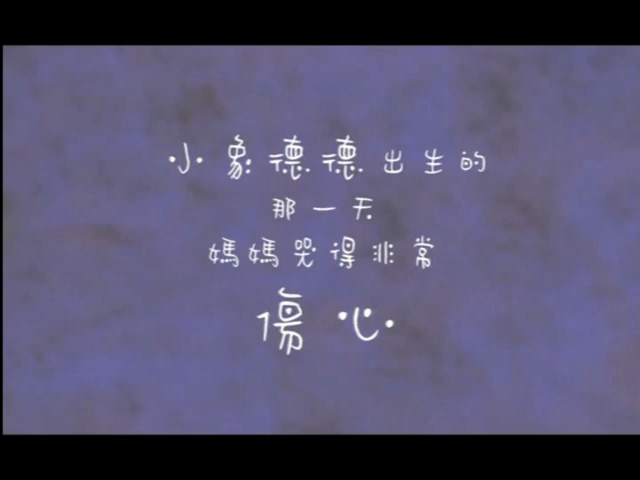 小象德德出生的
那一天
媽媽哭得非常
傷心